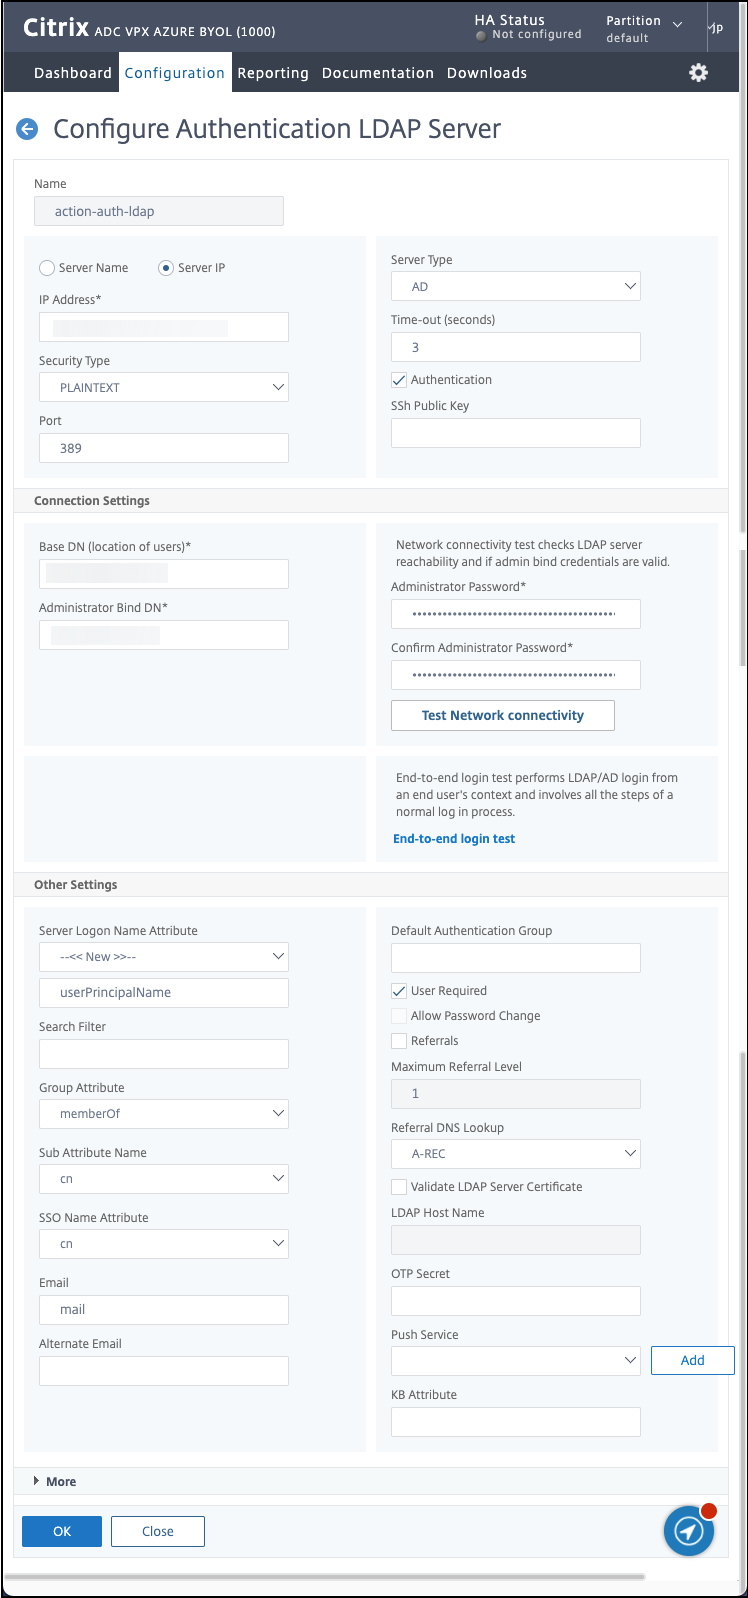 Citrix ADC VPX AZURE BYOL (1000)
HA Status
Not configured
Partition
default
jp
Dashboard Configuration Reporting Documentation Downloads
Configure Authentication LDAP Server
Name
action-auth-ldap
Server Name Server IP
IP Address*
Security Type
PLAINTEXT
Port
389
Server Type
AD
Time-out (seconds)
3
Authentication
SSh Public Key
Connection Settings
Base DN (location of users)*
Administrator Bind DN*
Network connectivity test checks LDAP server
reachability and if admin bind credentials are valid.
Administrator Password*
Confirm Administrator Password*
Test Network connectivity
End-to-end login test performs LDAP/AD login from
an end user's context and involves all the steps of a
normal log in process.
End-to-end login test
Other Settings
Server Logon Name Attribute
--<< New >>--
userPrincipalName
Search Filter
Group Attribute
memberOf
Sub Attribute Name
cn
SSO Name Attribute
cn
Email
mail
Alternate Email
Default Authentication Group
User Required
Allow Password Change
Referrals
Maximum Referral Level
1
Referral DNS Lookup
A-REC
Validate LDAP Server Certificate
LDAP Host Name
OTP Secret
Push Service
Add
KB Attribute
More
OK
Close